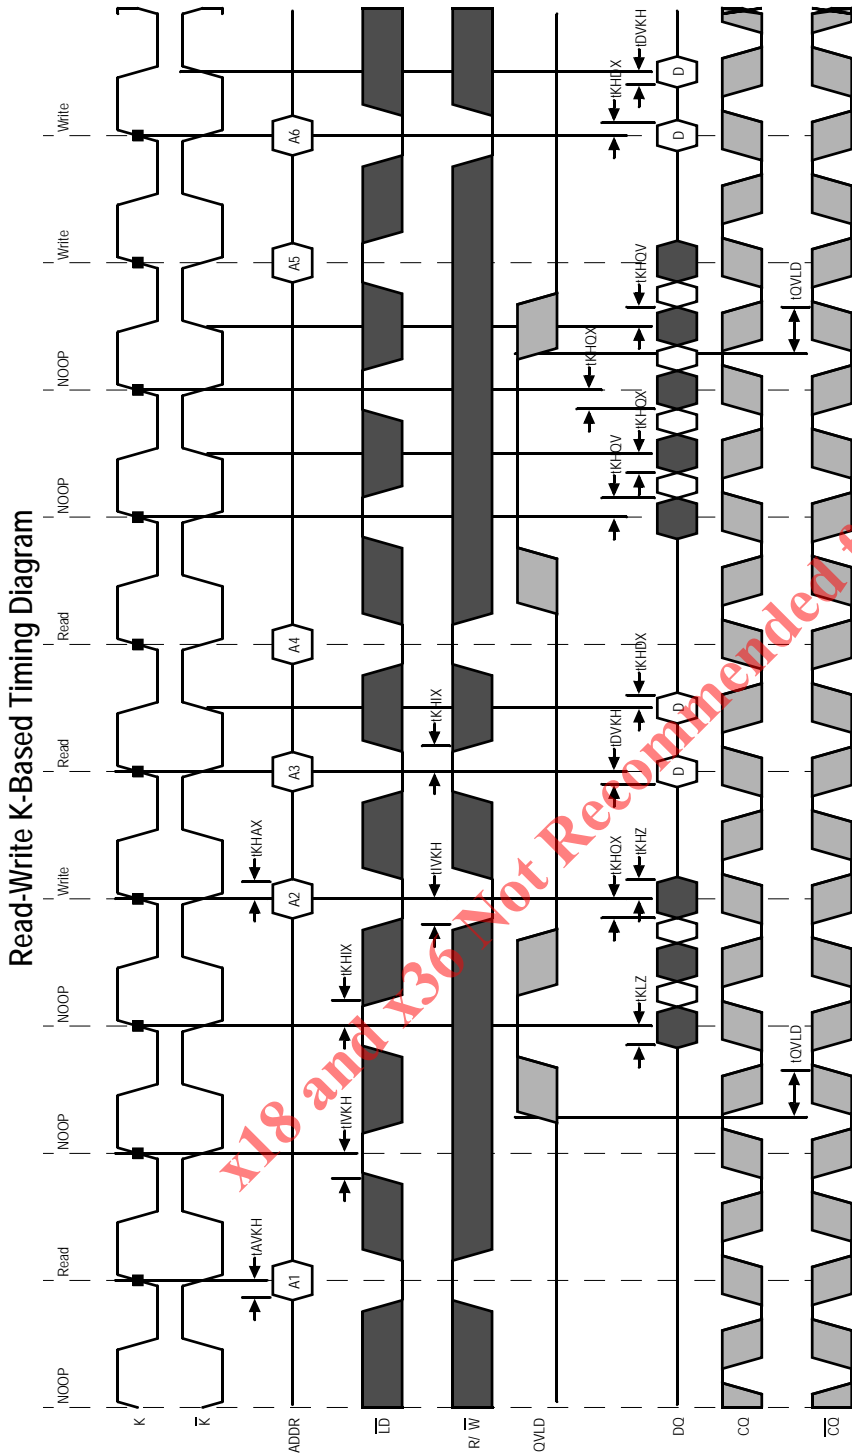 Read-Write K-Based Timing Diagram
NOOP Read NOOP NOOP Write Read Read NOOP NOOP Write Write
K
K
tAVKH tKHAX
ADDR A1 A2 A3 A4 A5 A6
tIVKH tKHIX
LD
tIVKH tKHIX
R/ W
QVLD
tKLZ tKHQX tKHZ tDVKH tKHDX tKHQV tKHQX tKHQX tKHQV tKHDX tDVKH
DQ D D D D
CQ
tQVLD tQVLD
CQ
x18 and x36 Not Recommended f